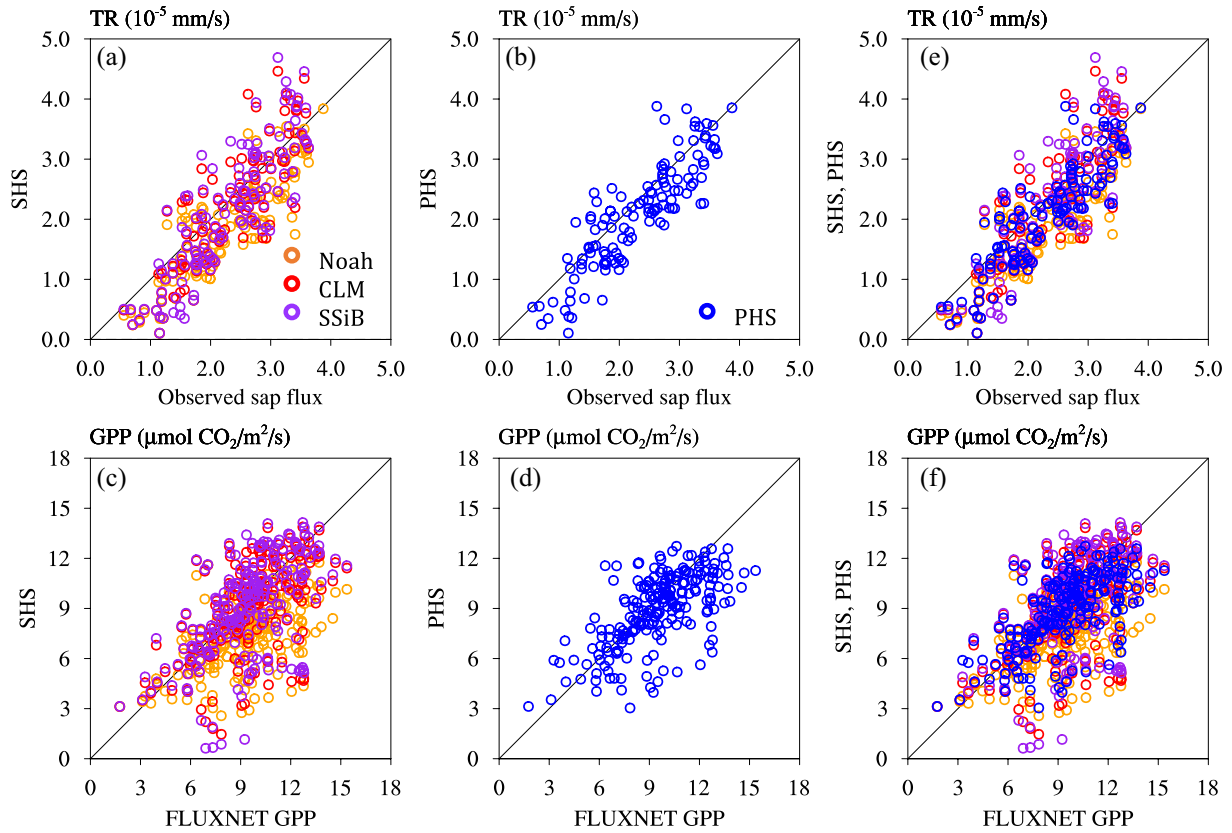 TR (10⁻⁵ mm/s)
(a)
SHS
5.0
4.0
3.0
2.0
1.0
0.0
Noah
CLM
SSiB
0.0 1.0 2.0 3.0 4.0 5.0
Observed sap flux
TR (10⁻⁵ mm/s)
(b)
PHS
5.0
4.0
3.0
2.0
1.0
0.0
PHS
0.0 1.0 2.0 3.0 4.0 5.0
Observed sap flux
TR (10⁻⁵ mm/s)
(e)
SHS, PHS
5.0
4.0
3.0
2.0
1.0
0.0
0.0 1.0 2.0 3.0 4.0 5.0
Observed sap flux
GPP (μmol CO₂/m²/s)
(c)
SHS
18
15
12
9
6
3
0
0 3 6 9 12 15 18
FLUXNET GPP
GPP (μmol CO₂/m²/s)
(d)
PHS
18
15
12
9
6
3
0
0 3 6 9 12 15 18
FLUXNET GPP
GPP (μmol CO₂/m²/s)
(f)
SHS, PHS
18
15
12
9
6
3
0
0 3 6 9 12 15 18
FLUXNET GPP